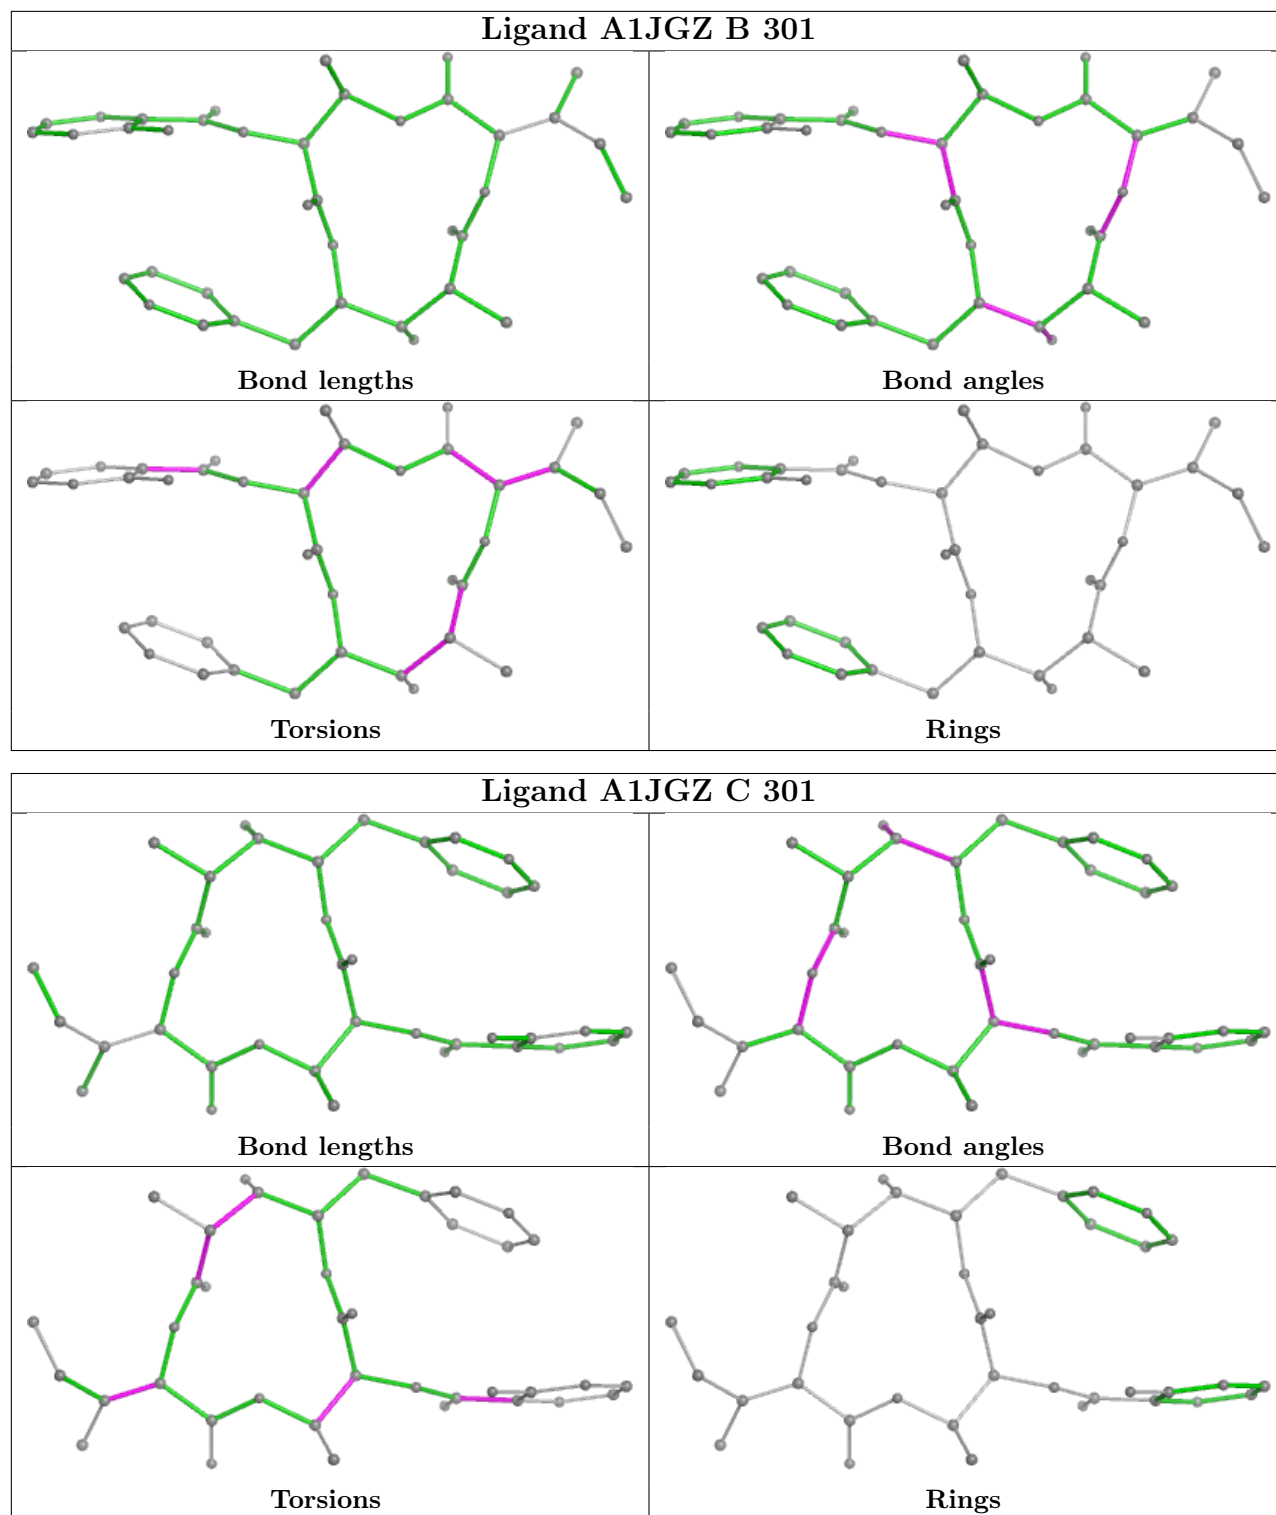 Ligand A1JGZ B 301
Bond lengths
Bond angles
Torsions
Rings
Ligand A1JGZ C 301
Bond lengths
Bond angles
Torsions
Rings